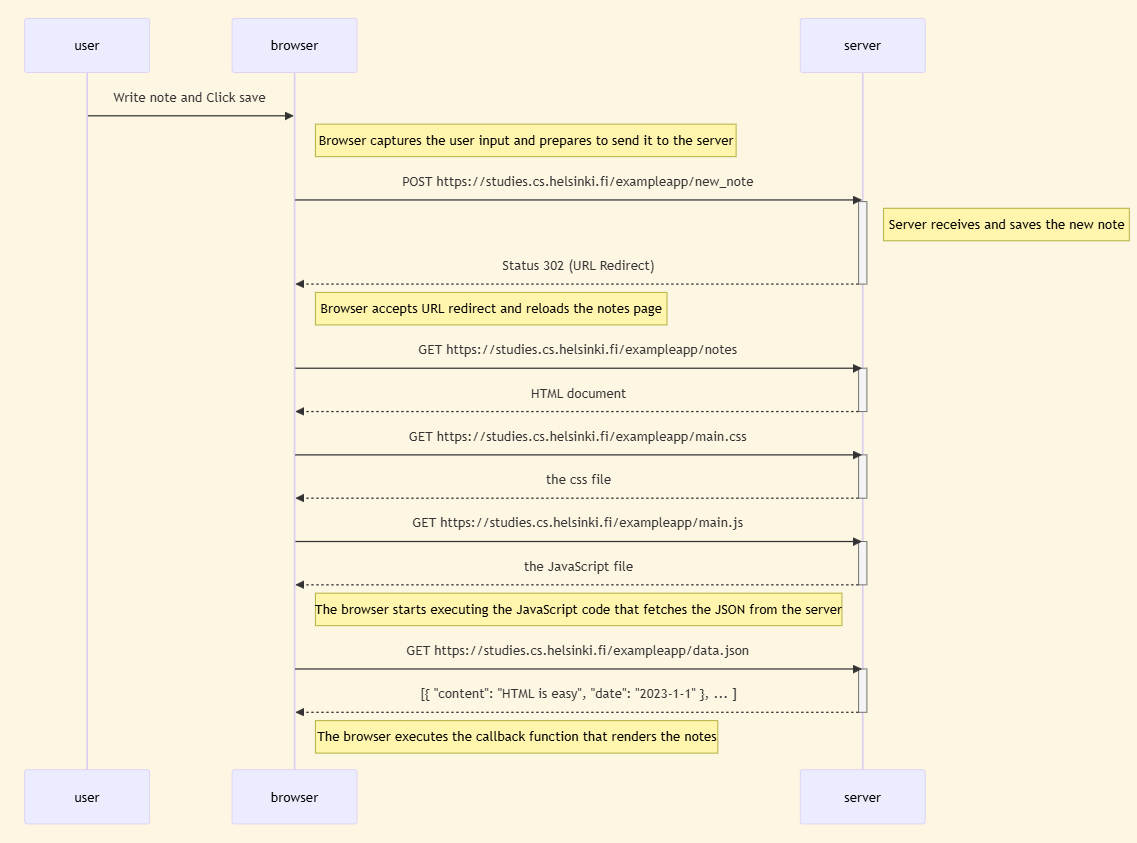 user
browser
server
Write note and Click save
Browser captures the user input and prepares to send it to the server
POST https://studies.cs.helsinki.fi/exampleapp/new_note
Server receives and saves the new note
Status 302 (URL Redirect)
Browser accepts URL redirect and reloads the notes page
GET https://studies.cs.helsinki.fi/exampleapp/notes
HTML document
GET https://studies.cs.helsinki.fi/exampleapp/main.css
the css file
GET https://studies.cs.helsinki.fi/exampleapp/main.js
the JavaScript file
The browser starts executing the JavaScript code that fetches the JSON from the server
GET https://studies.cs.helsinki.fi/exampleapp/data.json
[{ "content": "HTML is easy", "date": "2023-1-1" }, ... ]
The browser executes the callback function that renders the notes
user
browser
server